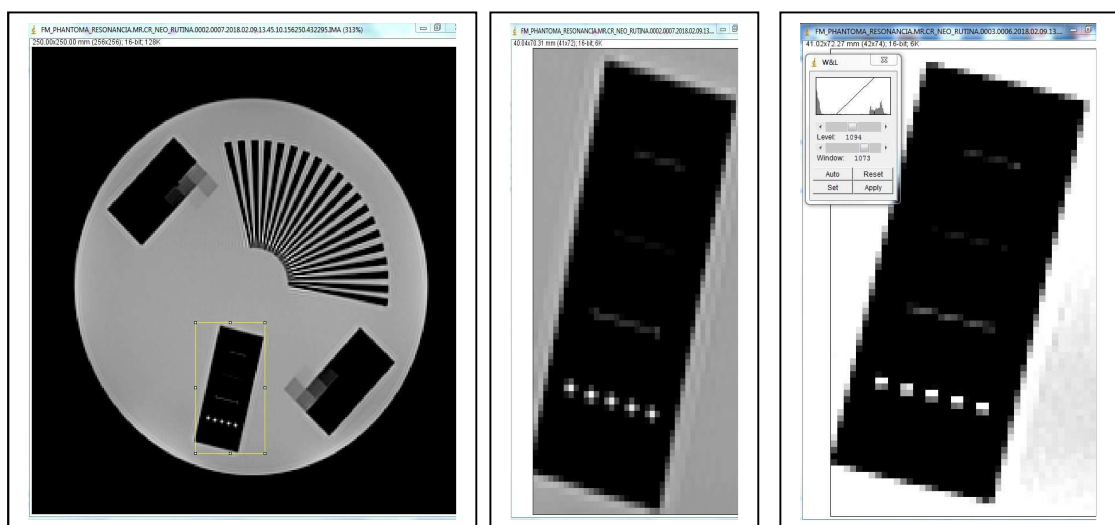 FM_PHANTOMA_RESONANCIA.MR.CR_NEO_RUTINA.0002.0007.2018.02.09.13.45.10.156250.432295.IMA (313%)
250.00x250.00 mm (256x256); 16-bit; 128K
FM_PHANTOMA_RESONANCIA.MR.CR_NEO_RUTINA.0002.0007.2018.02.09.13...
40.04x70.31 mm (41x72); 16-bit; 6K
FM_PHANTOMA_RESONANCIA.MR.CR_NEO_RUTINA.0003.0006.2018.02.09.13.45...
41.02x72.27 mm (42x74); 16-bit; 6K
W&L
Level: 1094
Window: 1073
Auto Reset
Set Apply